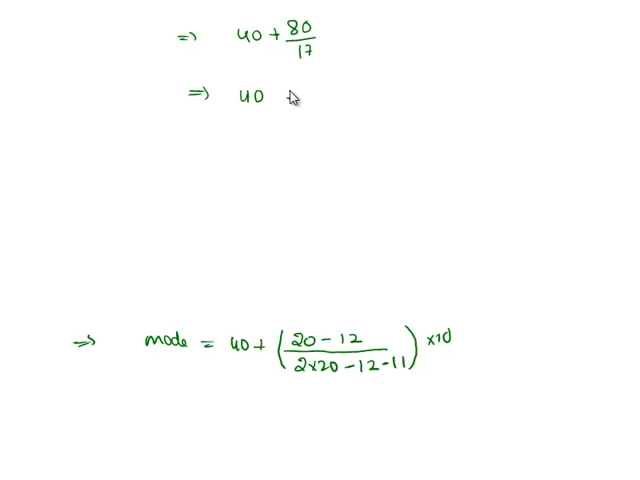 => 40 + 80/17
=> 40 +
=> mode = 40 + ( (20 - 12) / (2×20 - 12 - 11) ) ×10